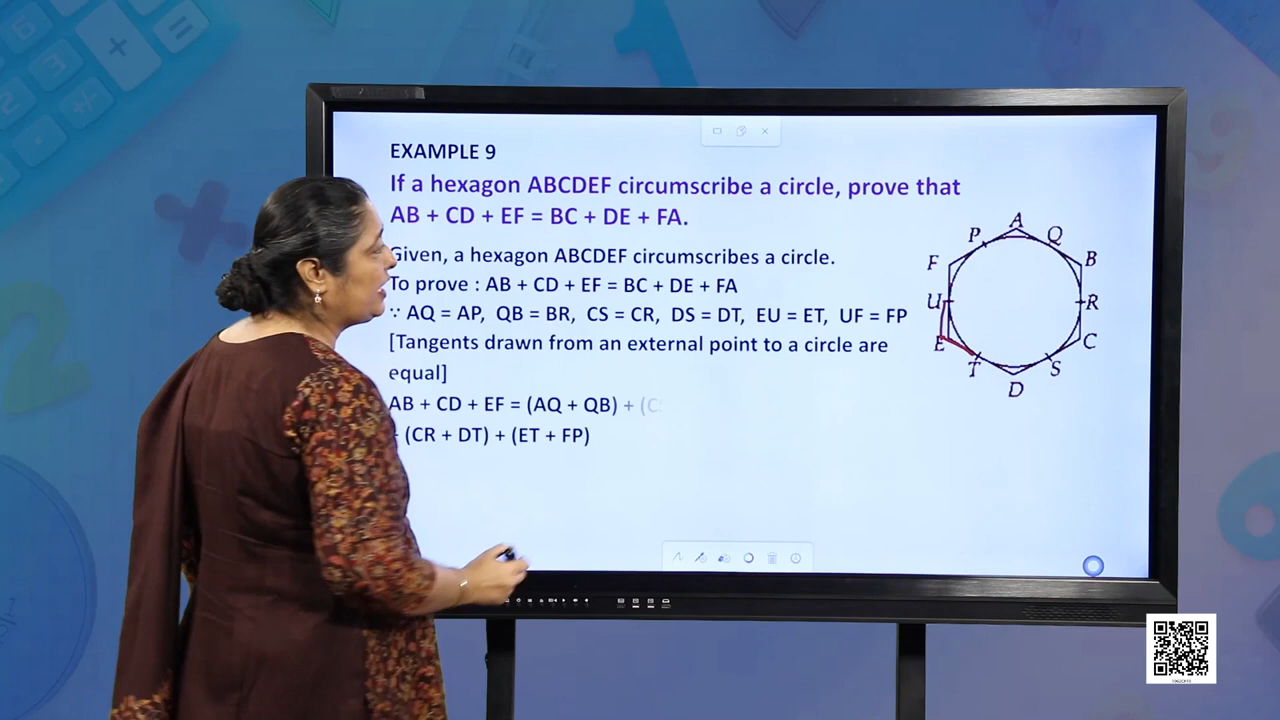 EXAMPLE 9
If a hexagon ABCDEF circumscribe a circle, prove that
AB + CD + EF = BC + DE + FA.
Given, a hexagon ABCDEF circumscribes a circle.
To prove : AB + CD + EF = BC + DE + FA
∵ AQ = AP, QB = BR, CS = CR, DS = DT, EU = ET, UF = FP
[Tangents drawn from an external point to a circle are
equal]
AB + CD + EF = (AQ + QB) + (C
(CR + DT) + (ET + FP)
A
P
Q
F
B
U
R
E
C
T
S
D